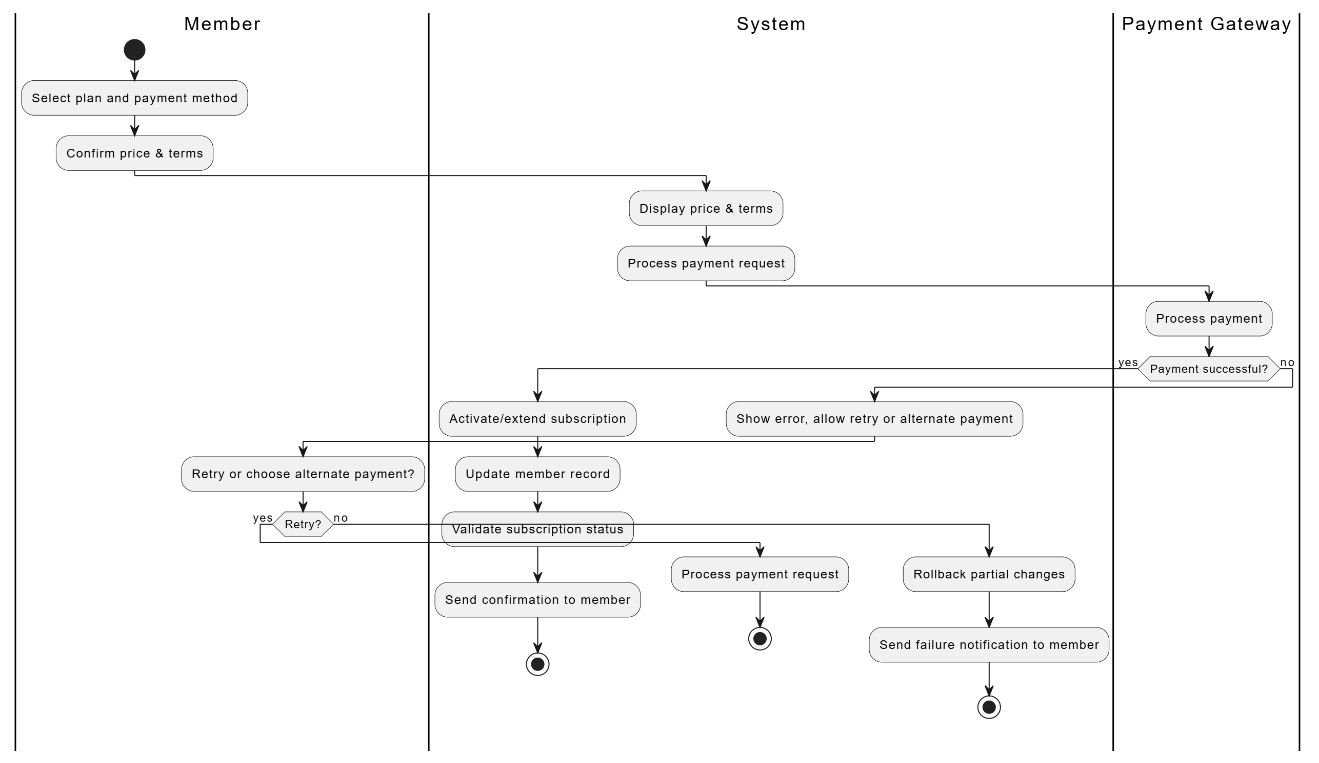 Member
System
Payment Gateway
Select plan and payment method
Confirm price & terms
Display price & terms
Process payment request
Process payment
yes
Payment successful?
no
Activate/extend subscription
Show error, allow retry or alternate payment
Retry or choose alternate payment?
Update member record
yes
Retry?
no
Validate subscription status
Process payment request
Rollback partial changes
Send confirmation to member
Send failure notification to member